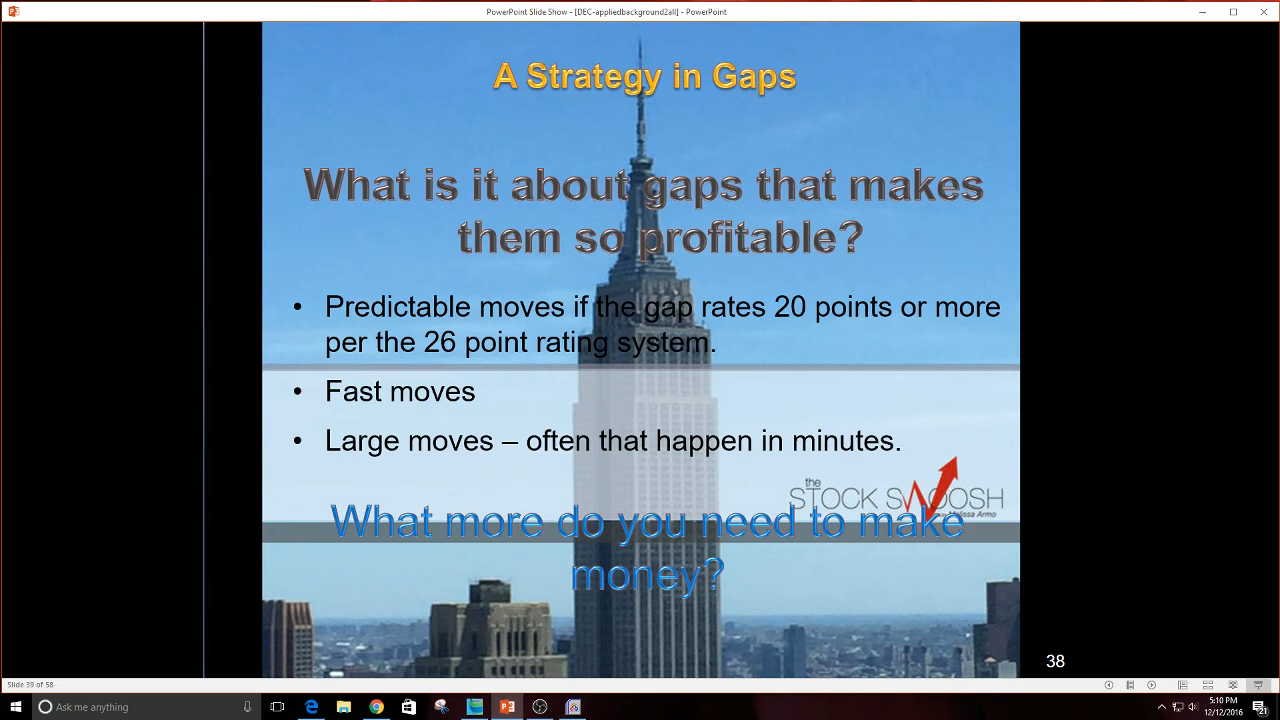 PowerPoint Slide Show - [DEC-appliedbackground2all] - PowerPoint
A Strategy in Gaps
What is it about gaps that makes
them so profitable?
• Predictable moves if the gap rates 20 points or more
per the 26 point rating system.
• Fast moves
• Large moves – often that happen in minutes.
the
STOCK SWOOSH
Melissa Armo
What more do you need to make
money?
38
Slide 39 of 58
Ask me anything
5:10 PM
12/12/2016